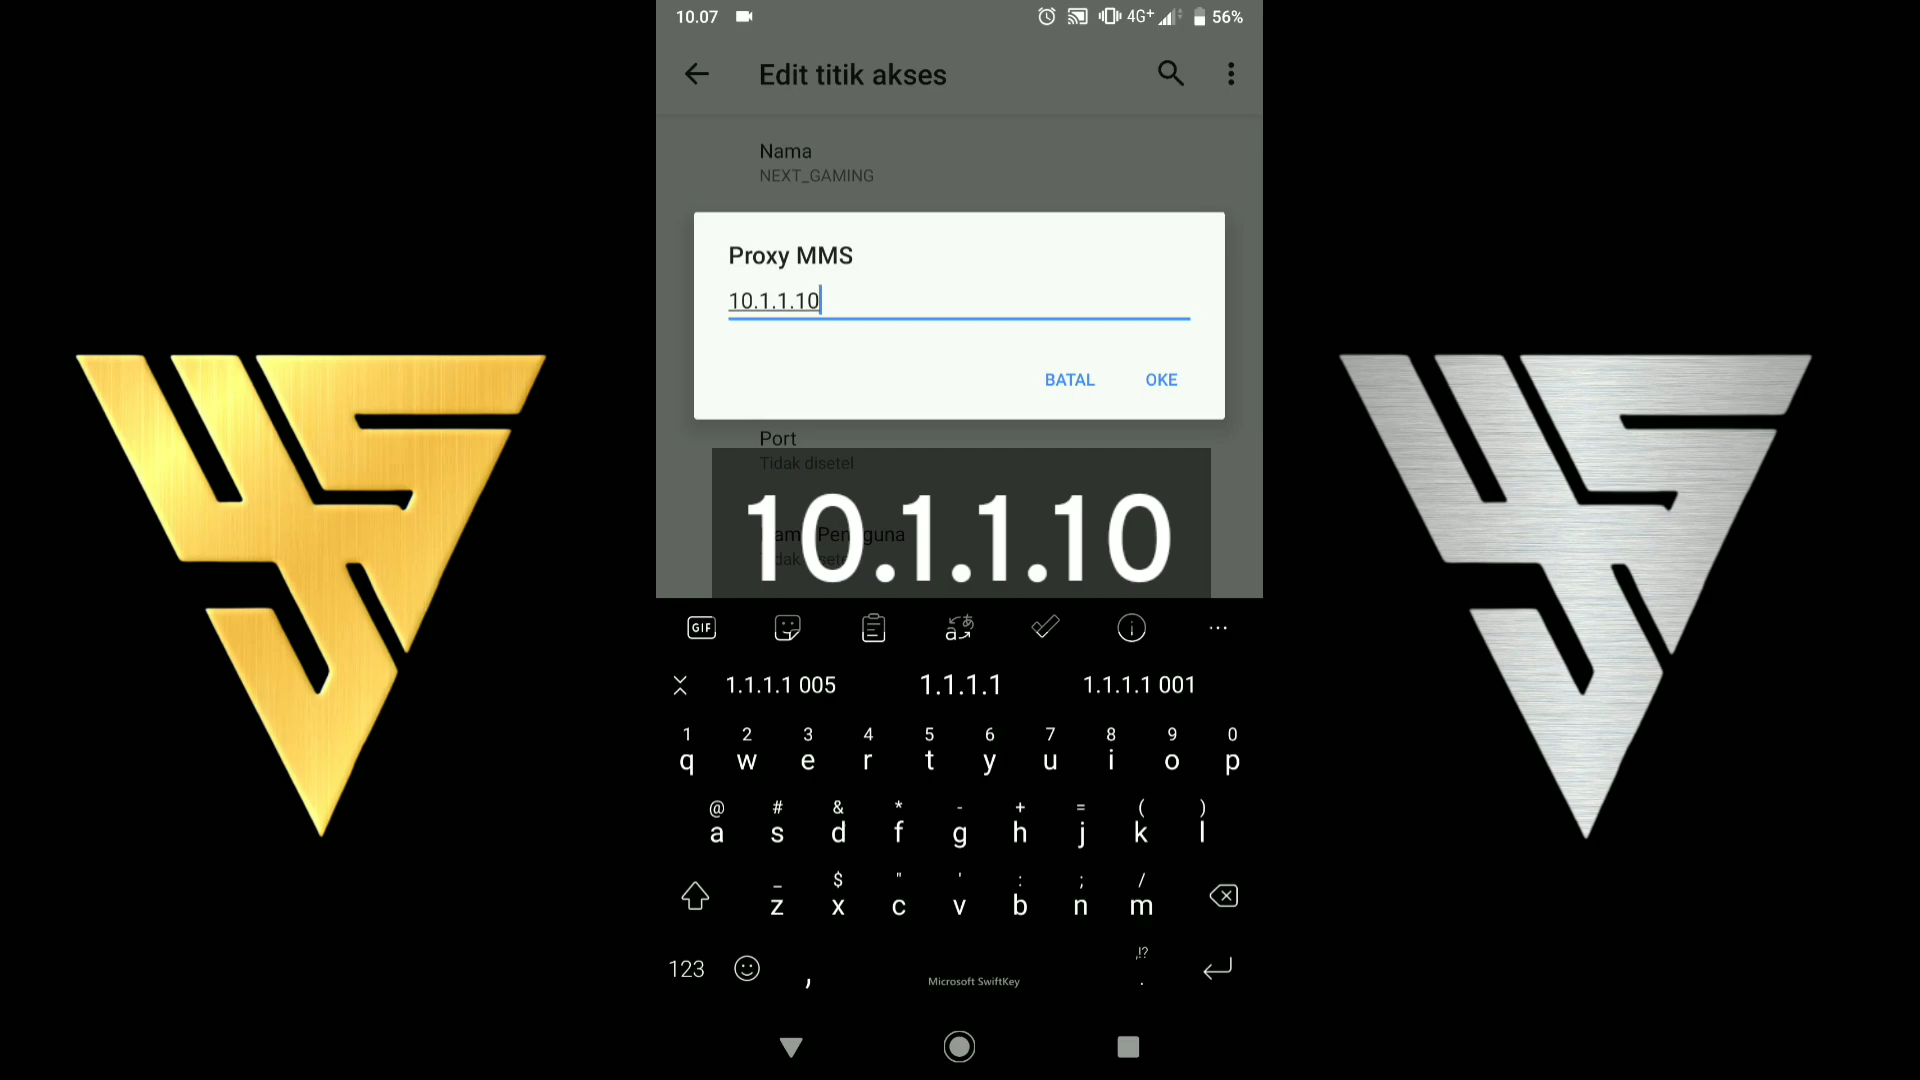 10.07
4G+
56%
Edit titik akses
Nama
NEXT_GAMING
Proxy MMS
10.1.1.10
BATAL
OKE
Port
Tidak disetel
10.1.1.10
GIF
1.1.1.1 005
1.1.1.1
1.1.1.1 001
1 2 3 4 5 6 7 8 9 0
q w e r t y u i o p
@ # & * - + = ( )
a s d f g h j k l
_ $ " ' : ; /
z x c v b n m
,!?
123
,
Microsoft SwiftKey
.